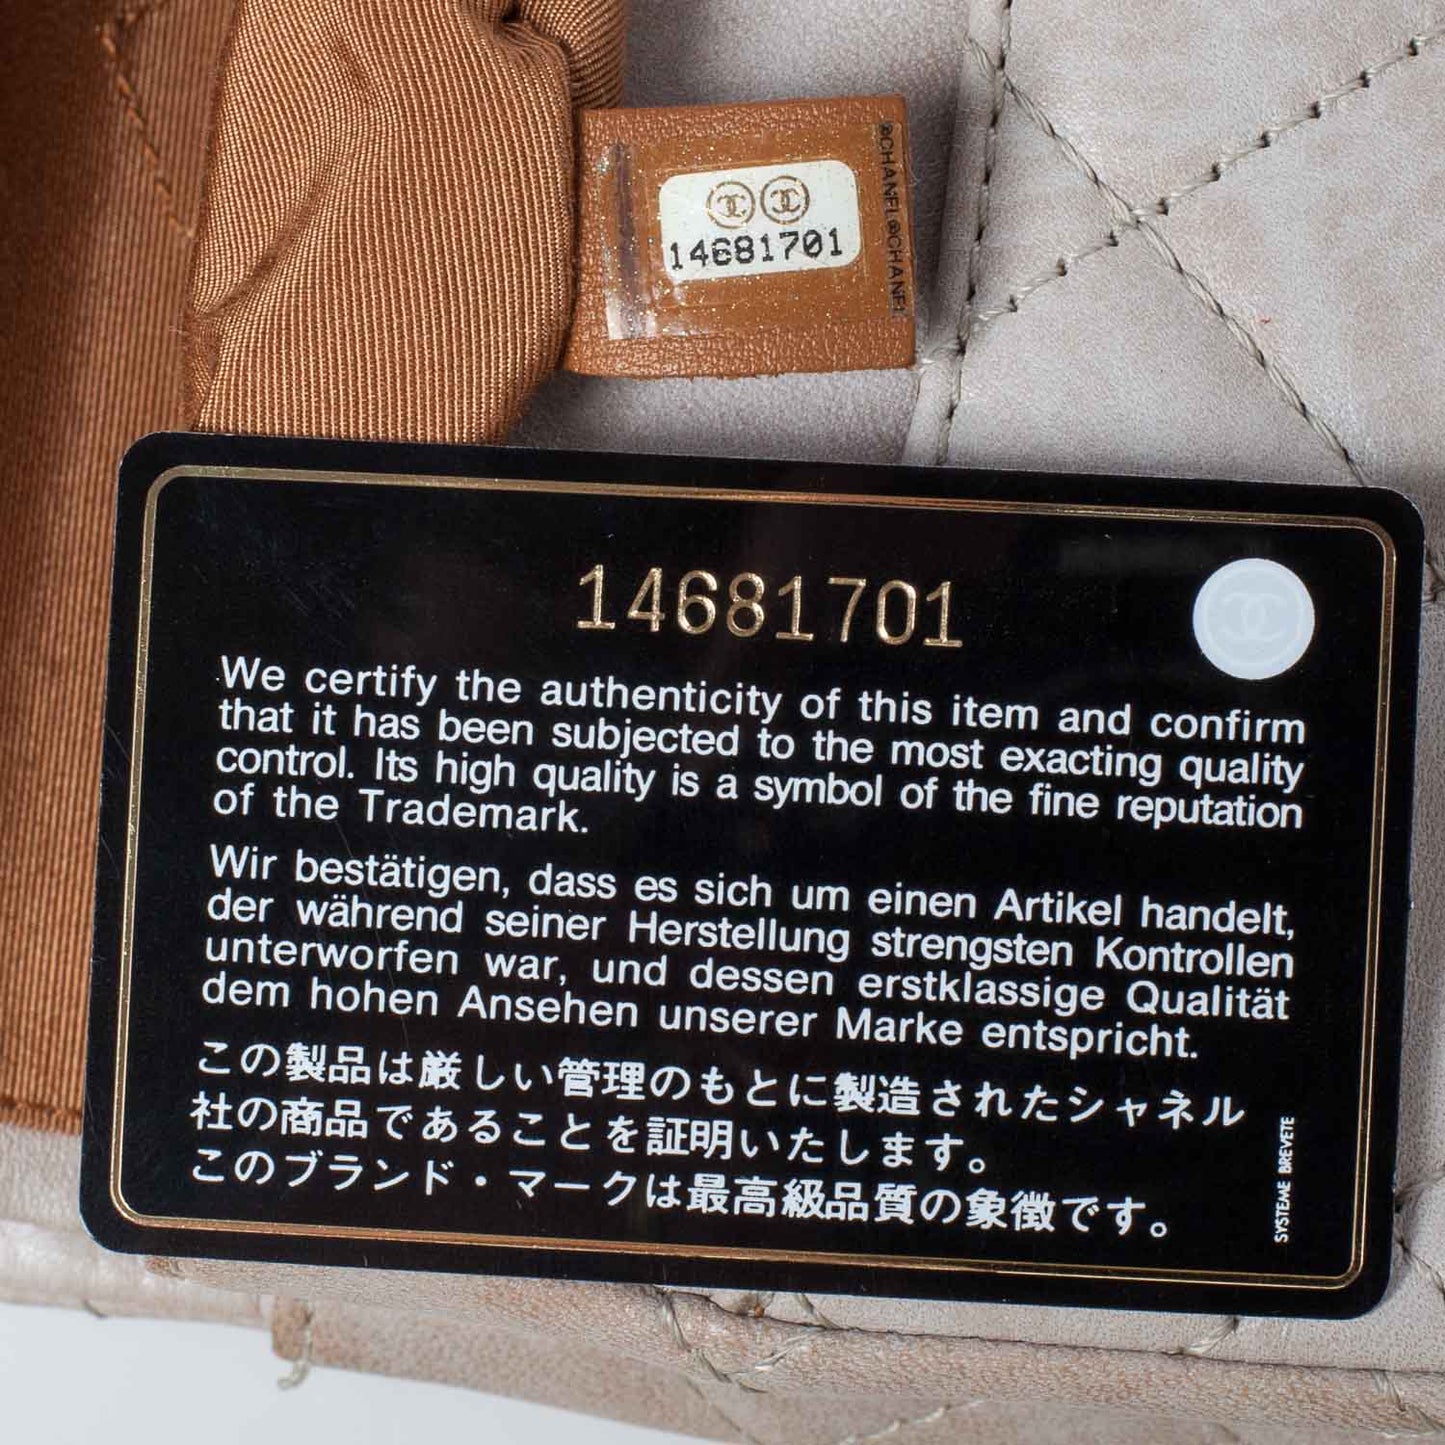 14681701
©CHANEL©CHANEL
14681701
We certify the authenticity of this item and confirm
that it has been subjected to the most exacting quality
control. Its high quality is a symbol of the fine reputation
of the Trademark.
Wir bestätigen, dass es sich um einen Artikel handelt,
der während seiner Herstellung strengsten Kontrollen
unterworfen war, und dessen erstklassige Qualität
dem hohen Ansehen unserer Marke entspricht.
この製品は厳しい管理のもとに製造されたシャネル
社の商品であることを証明いたします。
このブランド・マークは最高級品質の象徴です。
SYSTEME BREVETE